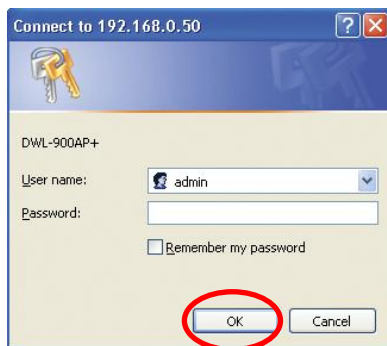 Connect to 192.168.0.50
DWL-900AP+
User name:
admin
Password:
Remember my password
OK
Cancel